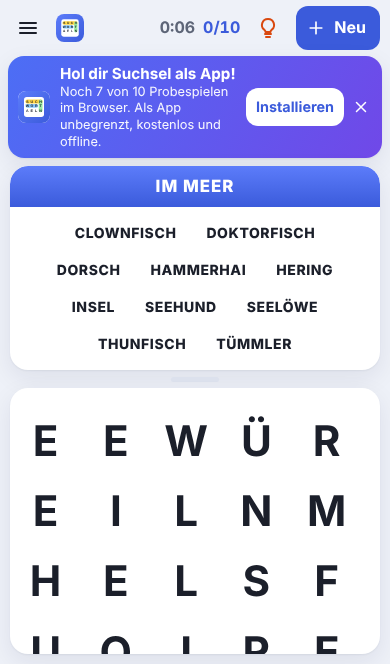 0:06 0/10 Neu
Hol dir Suchsel als App!
Noch 7 von 10 Probespielen
im Browser. Als App
unbegrenzt, kostenlos und
offline.
Installieren
IM MEER
CLOWNFISCH DOKTORFISCH
DORSCH HAMMERHAI HERING
INSEL SEEHUND SEELÖWE
THUNFISCH TÜMMLER
E E W Ü R
E I L N M
H E L S F